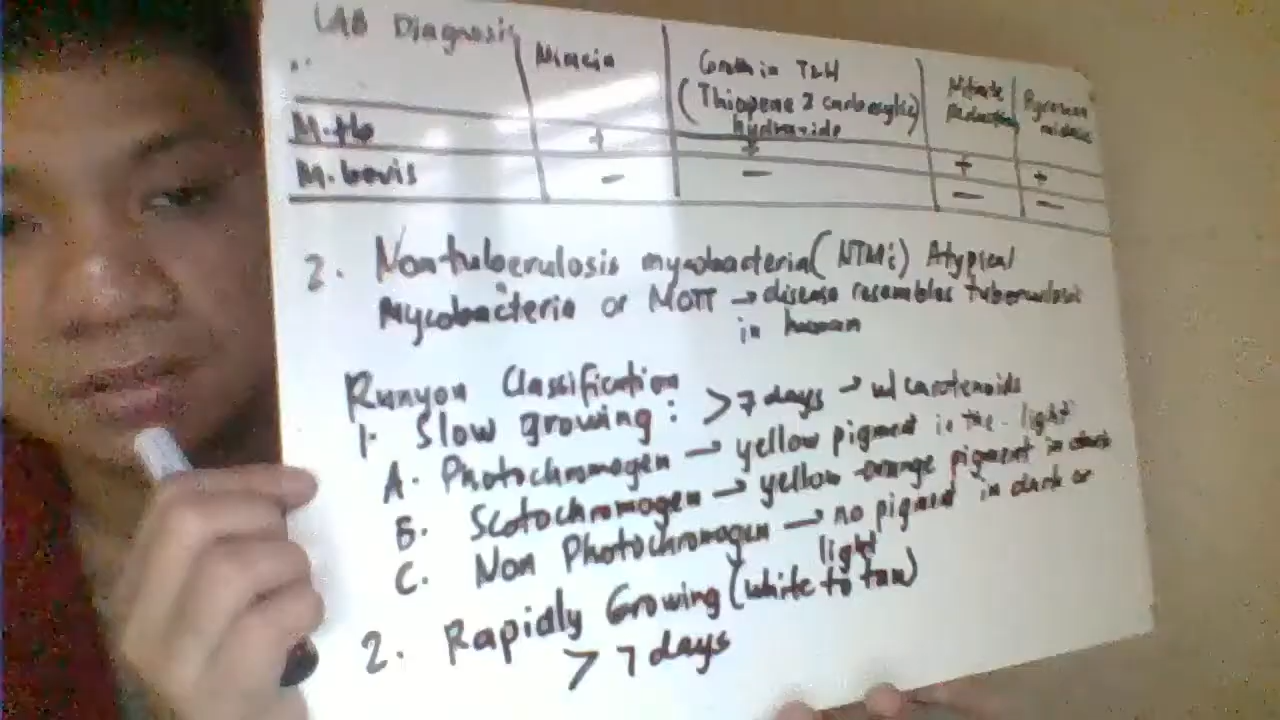 LAB Diagnosis
Niacin
Growth in T2H
(Thiopene 2 carboxylic)
hydrazide
Nitrate
Reduction
M. tb + + + +
M. bovis - - - -
2. Nontuberulosis mycobacteria (NTM:) Atypical
Mycobacteria or MOTT → disease resembles tuberculosis
in human
Runyon Classification
1. Slow growing: > 7 days → w/ carotenoids
A. Photochromogen → yellow pigment in the light
B. Scotochromogen → yellow-orange pigment in dark
C. Non Photochromogen → no pigment in dark or
light
2. Rapidly Growing (white to tan)
> 7 days